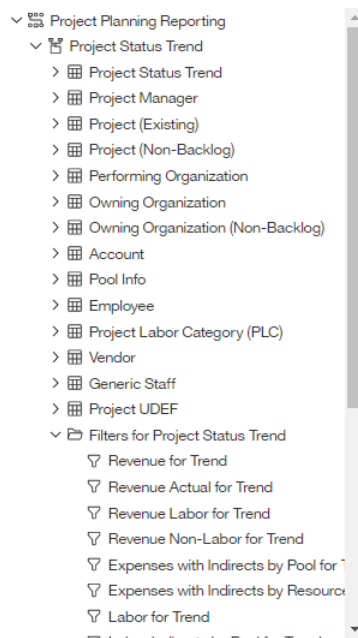 Project Planning Reporting
Project Status Trend
Project Status Trend
Project Manager
Project (Existing)
Project (Non-Backlog)
Performing Organization
Owning Organization
Owning Organization (Non-Backlog)
Account
Pool Info
Employee
Project Labor Category (PLC)
Vendor
Generic Staff
Project UDEF
Filters for Project Status Trend
Revenue for Trend
Revenue Actual for Trend
Revenue Labor for Trend
Revenue Non-Labor for Trend
Expenses with Indirects by Pool for
Expenses with Indirects by Resource
Labor for Trend